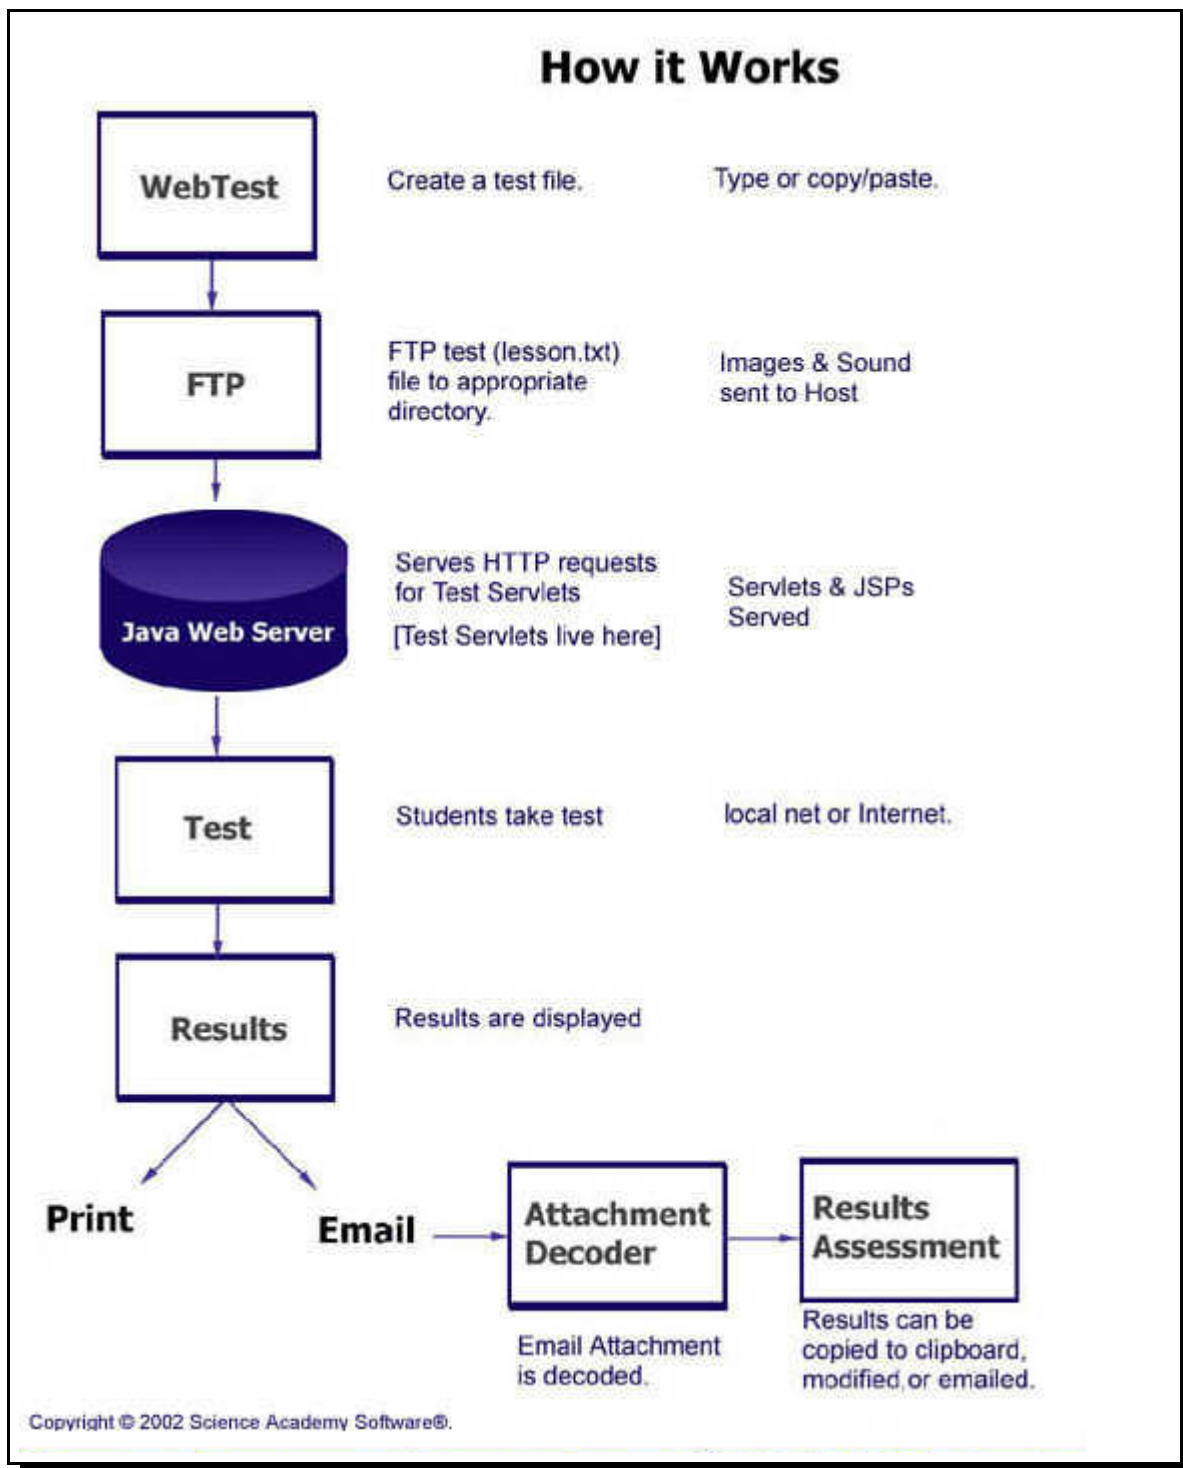 How it Works
WebTest
Create a test file.
Type or copy/paste.
FTP
FTP test (lesson.txt)
file to appropriate
directory.
Images & Sound
sent to Host
Java Web Server
Serves HTTP requests
for Test Servlets
[Test Servlets live here]
Servlets & JSPs
Served
Test
Students take test
local net or Internet.
Results
Results are displayed
Print
Email
Attachment
Decoder
Email Attachment
is decoded.
Results
Assessment
Results can be
copied to clipboard,
modified, or emailed.
Copyright © 2002 Science Academy Software®.